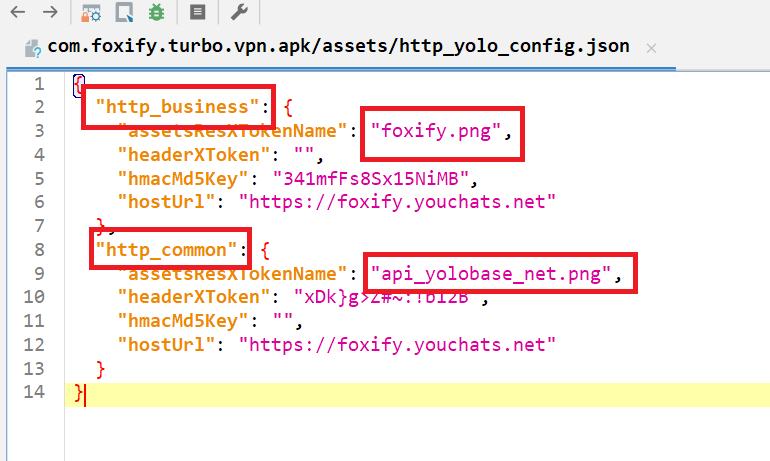 com.foxify.turbo.vpn.apk/assets/http_yolo_config.json
1 {
2 "http_business": {
3 "assetsResXTokenName": "foxify.png",
4 "headerXToken": "",
5 "hmacMd5Key": "341mfFs8Sx15NiMB",
6 "hostUrl": "https://foxify.youchats.net"
7 },
8 "http_common": {
9 "assetsResXTokenName": "api_yolobase_net.png",
10 "headerXToken":
11 "hmacMd5Key": "",
12 "hostUrl": "https://foxify.youchats.net"
13 }
14 }